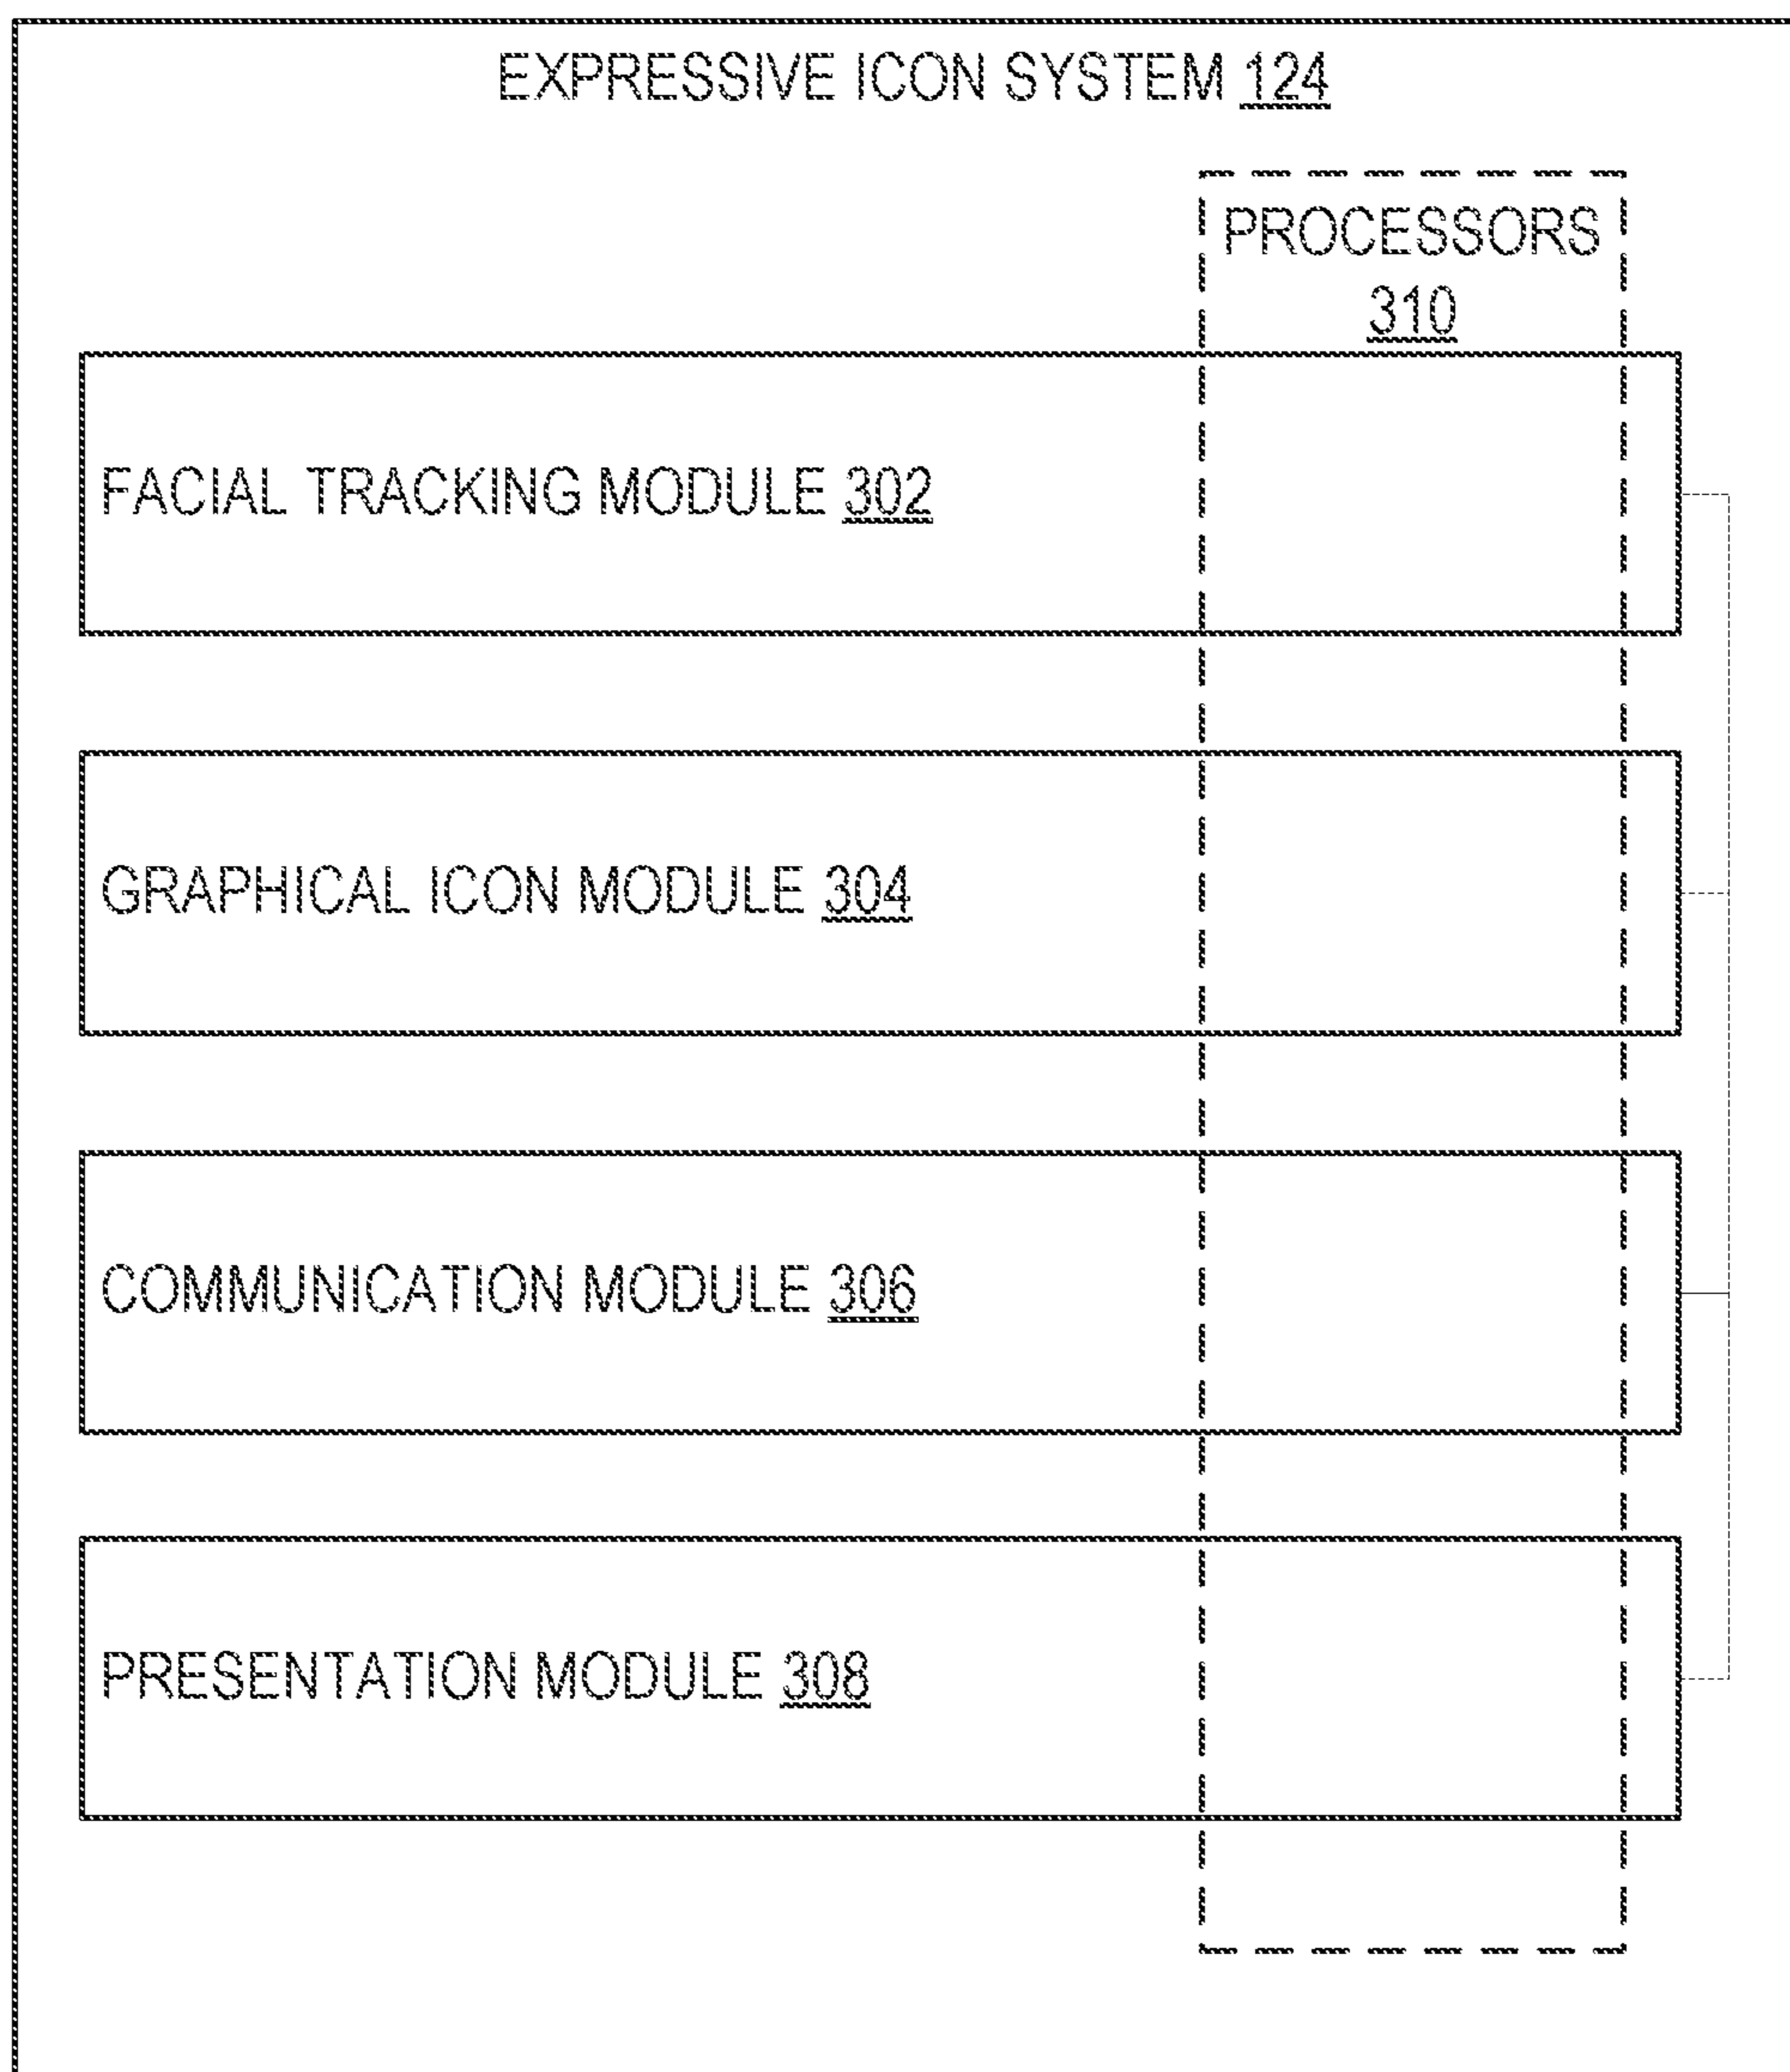 EXPRESSIVE ICON SYSTEM 124
PROCESSORS
310
FACIAL TRACKING MODULE 302
GRAPHICAL ICON MODULE 304
COMMUNICATION MODULE 306
PRESENTATION MODULE 308